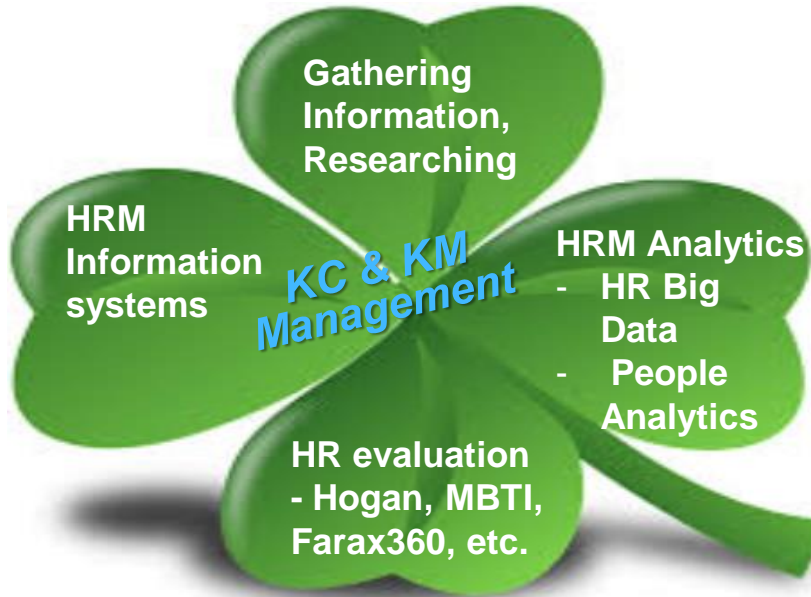 Gathering
Information,
Researching
HRM
Information
systems
KC & KM
Management
HRM Analytics
- HR Big
Data
- People
Analytics
HR evaluation
- Hogan, MBTI,
Farax360, etc.